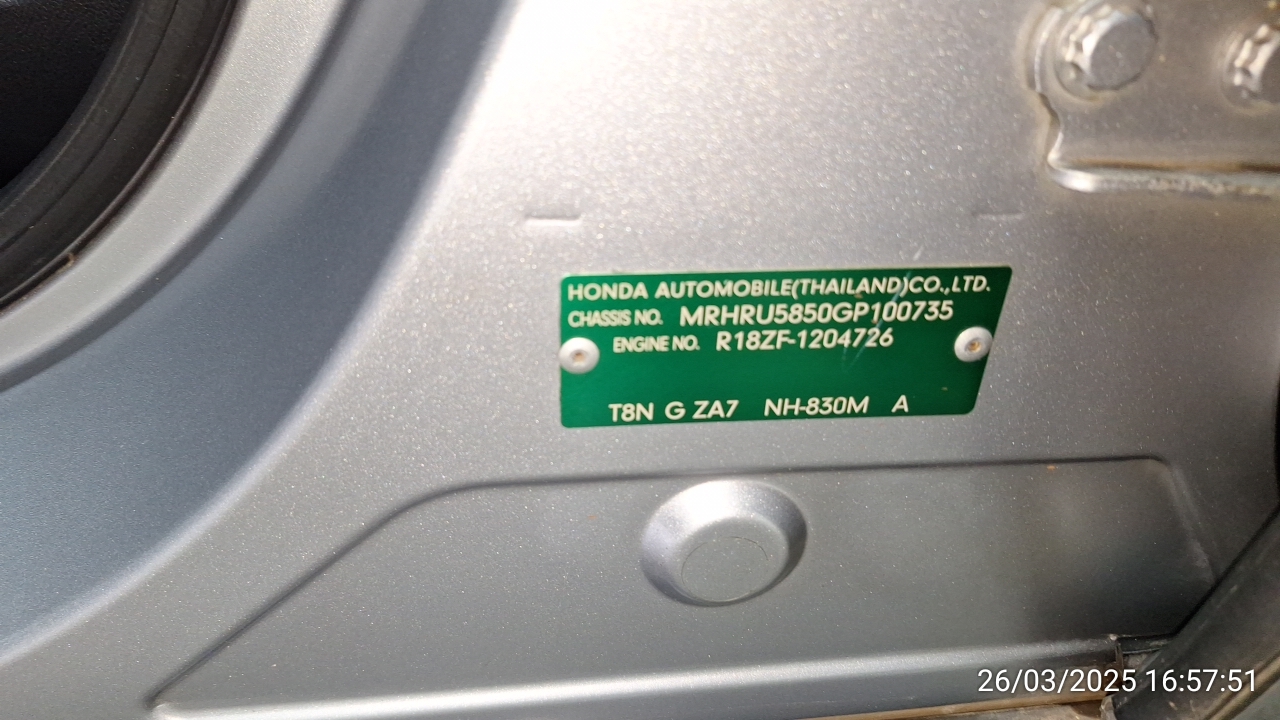 HONDA AUTOMOBILE(THAILAND)CO.,LTD.
CHASSIS NO. MRHRU5850GP100735
ENGINE NO. R18ZF-1204726
T8N G ZA7 NH-830M A
26/03/2025 16:57:51